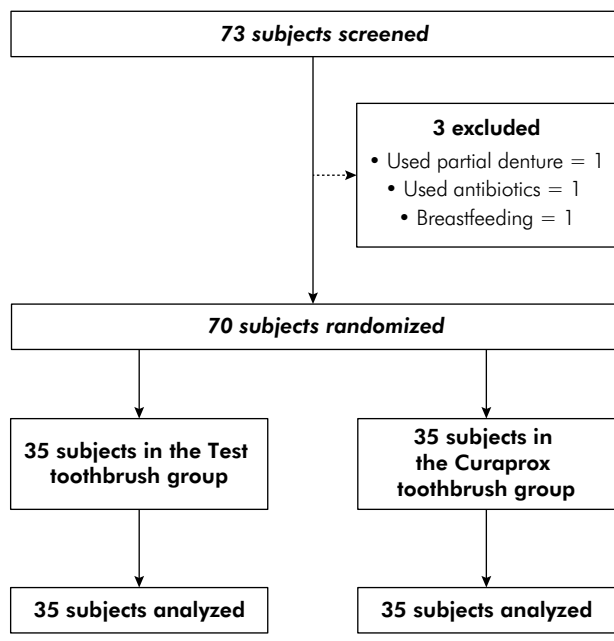 73 subjects screened
3 excluded
• Used partial denture = 1
• Used antibiotics = 1
• Breastfeeding = 1
70 subjects randomized
35 subjects in the Test
toothbrush group
35 subjects in
the Curaprox
toothbrush group
35 subjects analyzed
35 subjects analyzed